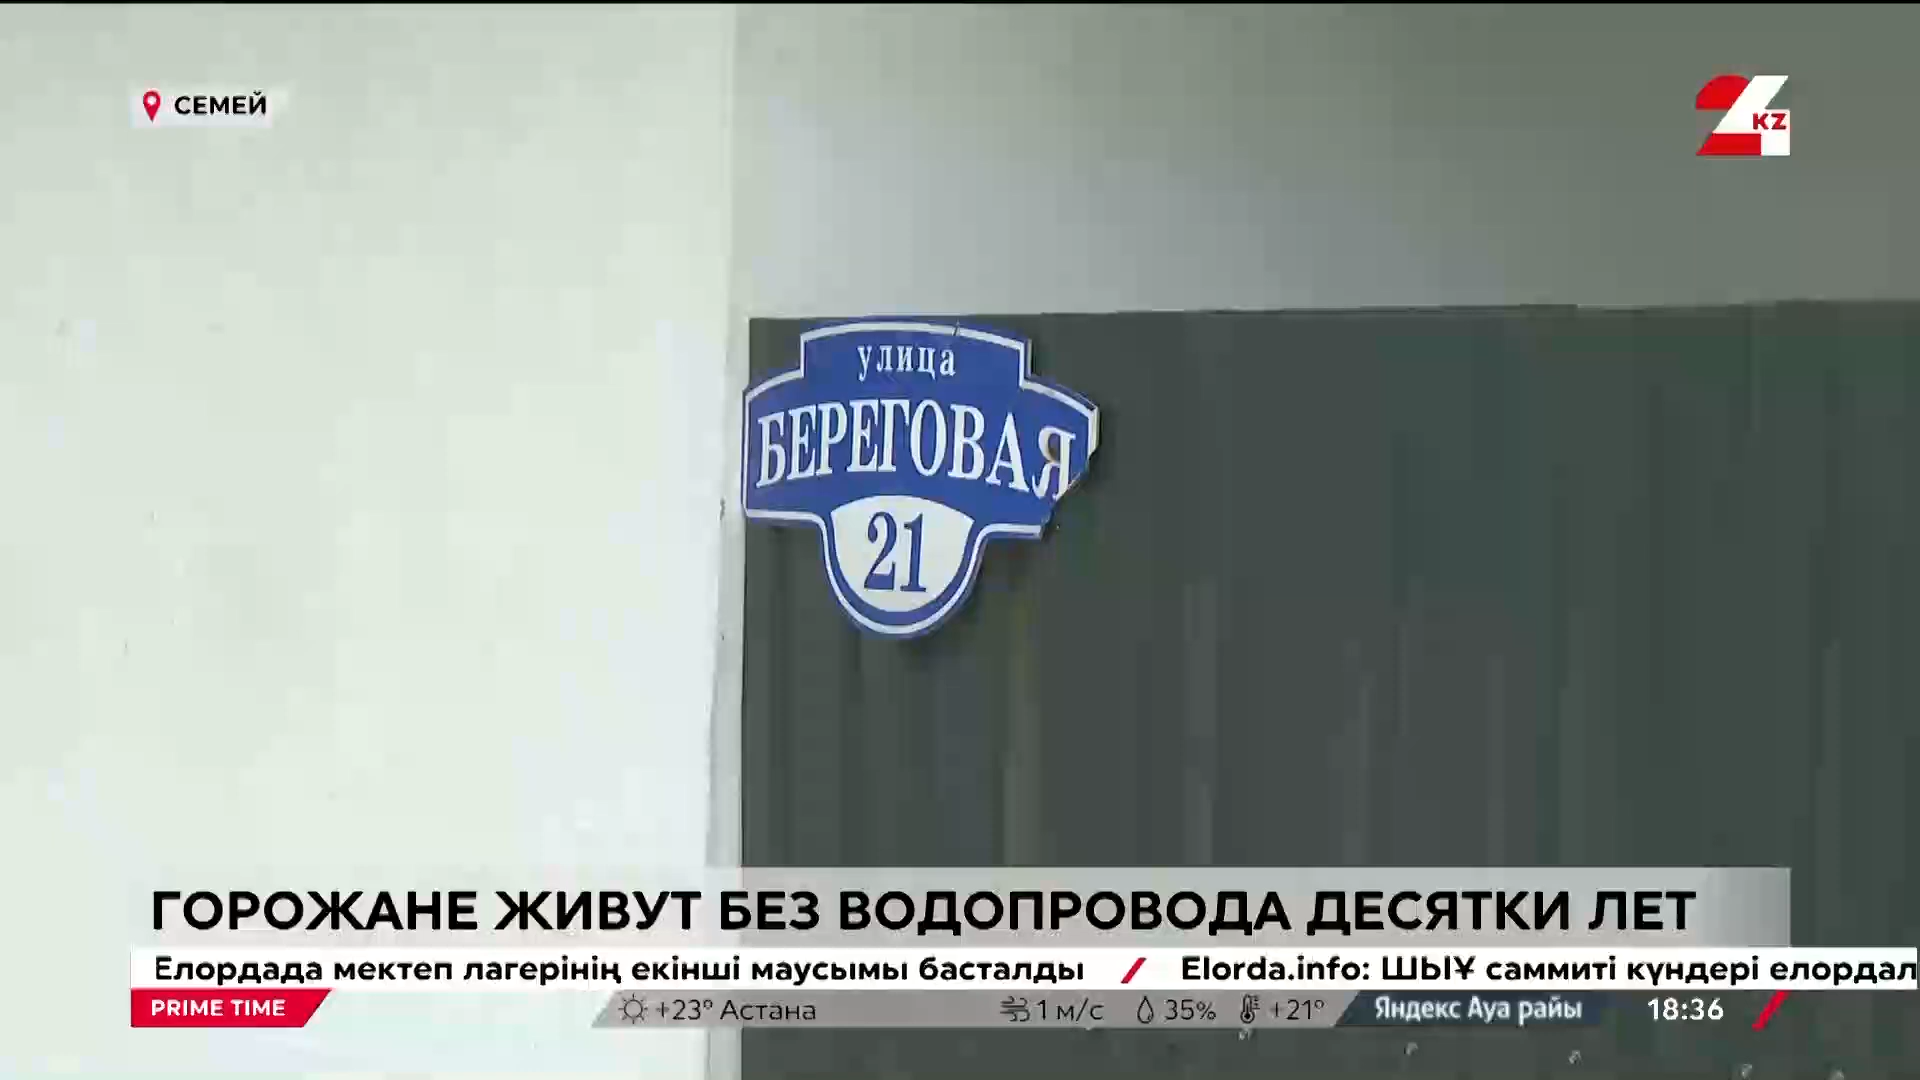 СЕМЕЙ
24
KZ
улица
БЕРЕГОВАЯ
21
ГОРОЖАНЕ ЖИВУТ БЕЗ ВОДОПРОВОДА ДЕСЯТКИ ЛЕТ
Елордада мектеп лагерінің екінші маусымы басталды / Elorda.info: ШЫҰ саммиті күндері елордал
PRIME TIME +23° Астана 1 м/с 35% +21° Яндекс Ауа райы 18:36